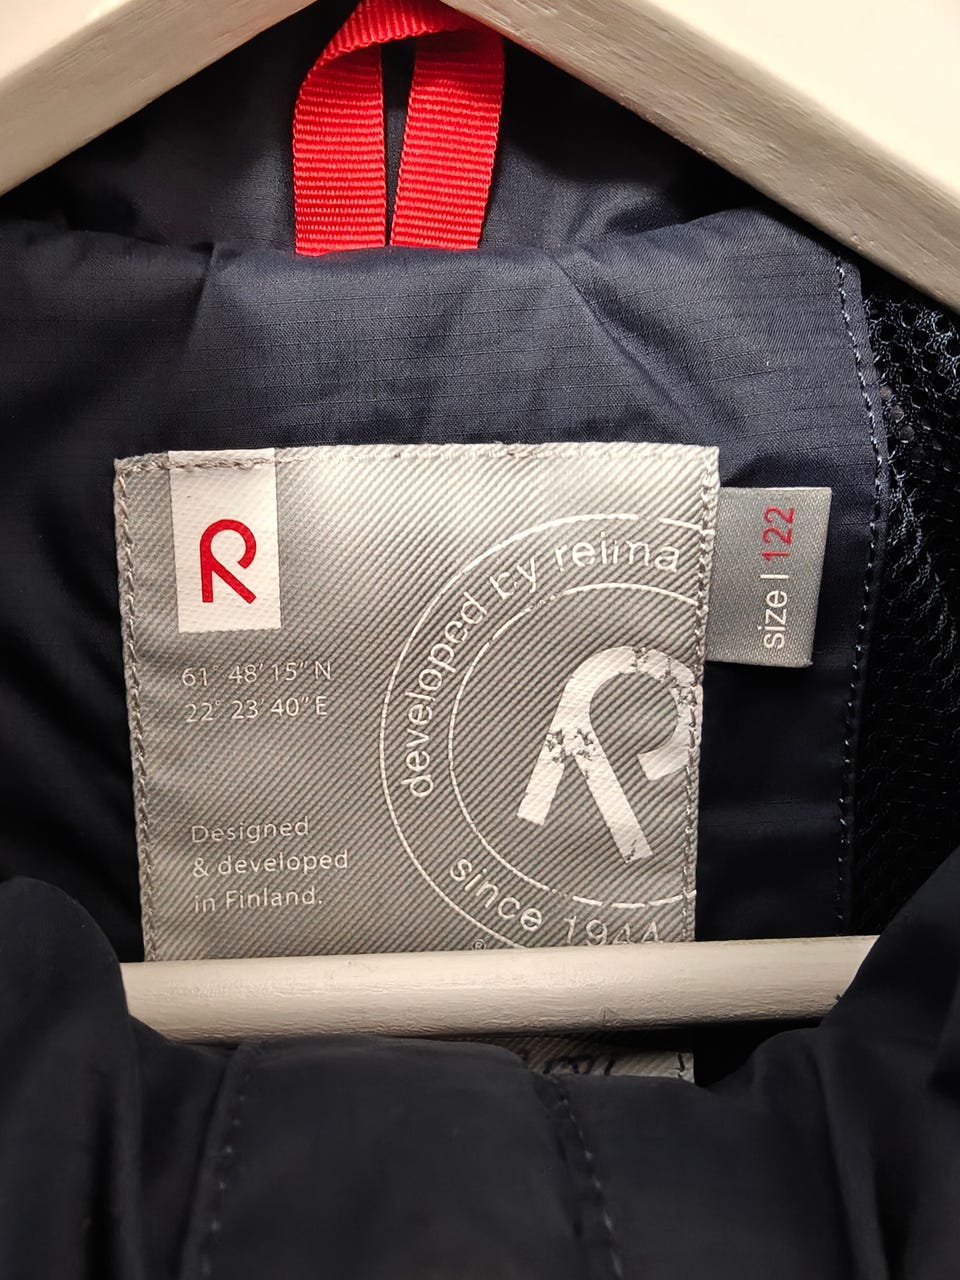 R
61° 48' 15" N
22° 23' 40" E
Designed
& developed
in Finland.
developed by reima
since 1944
®
size | 122